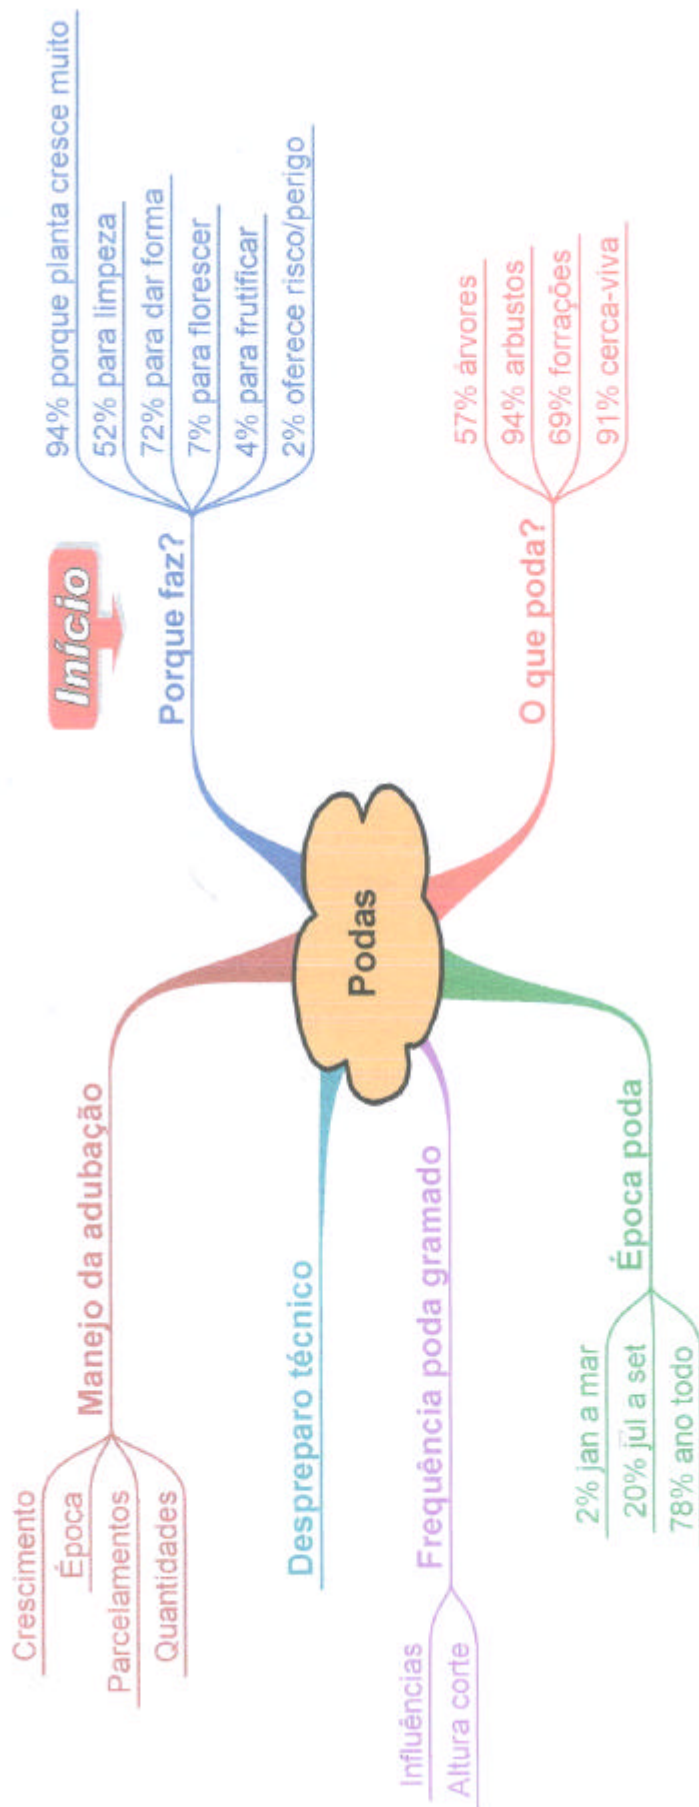 Início
Podas
Porque faz?
94% porque planta cresce muito
52% para limpeza
72% para dar forma
7% para florescer
4% para frutificar
2% oferece risco/perigo
O que poda?
57% árvores
94% arbustos
69% forrações
91% cerca-viva
Época poda
2% jan a mar
20% jul a set
78% ano todo
Frequência poda gramado
Influências
Altura corte
Despreparo técnico
Manejo da adubação
Crescimento
Época
Parcelamentos
Quantidades